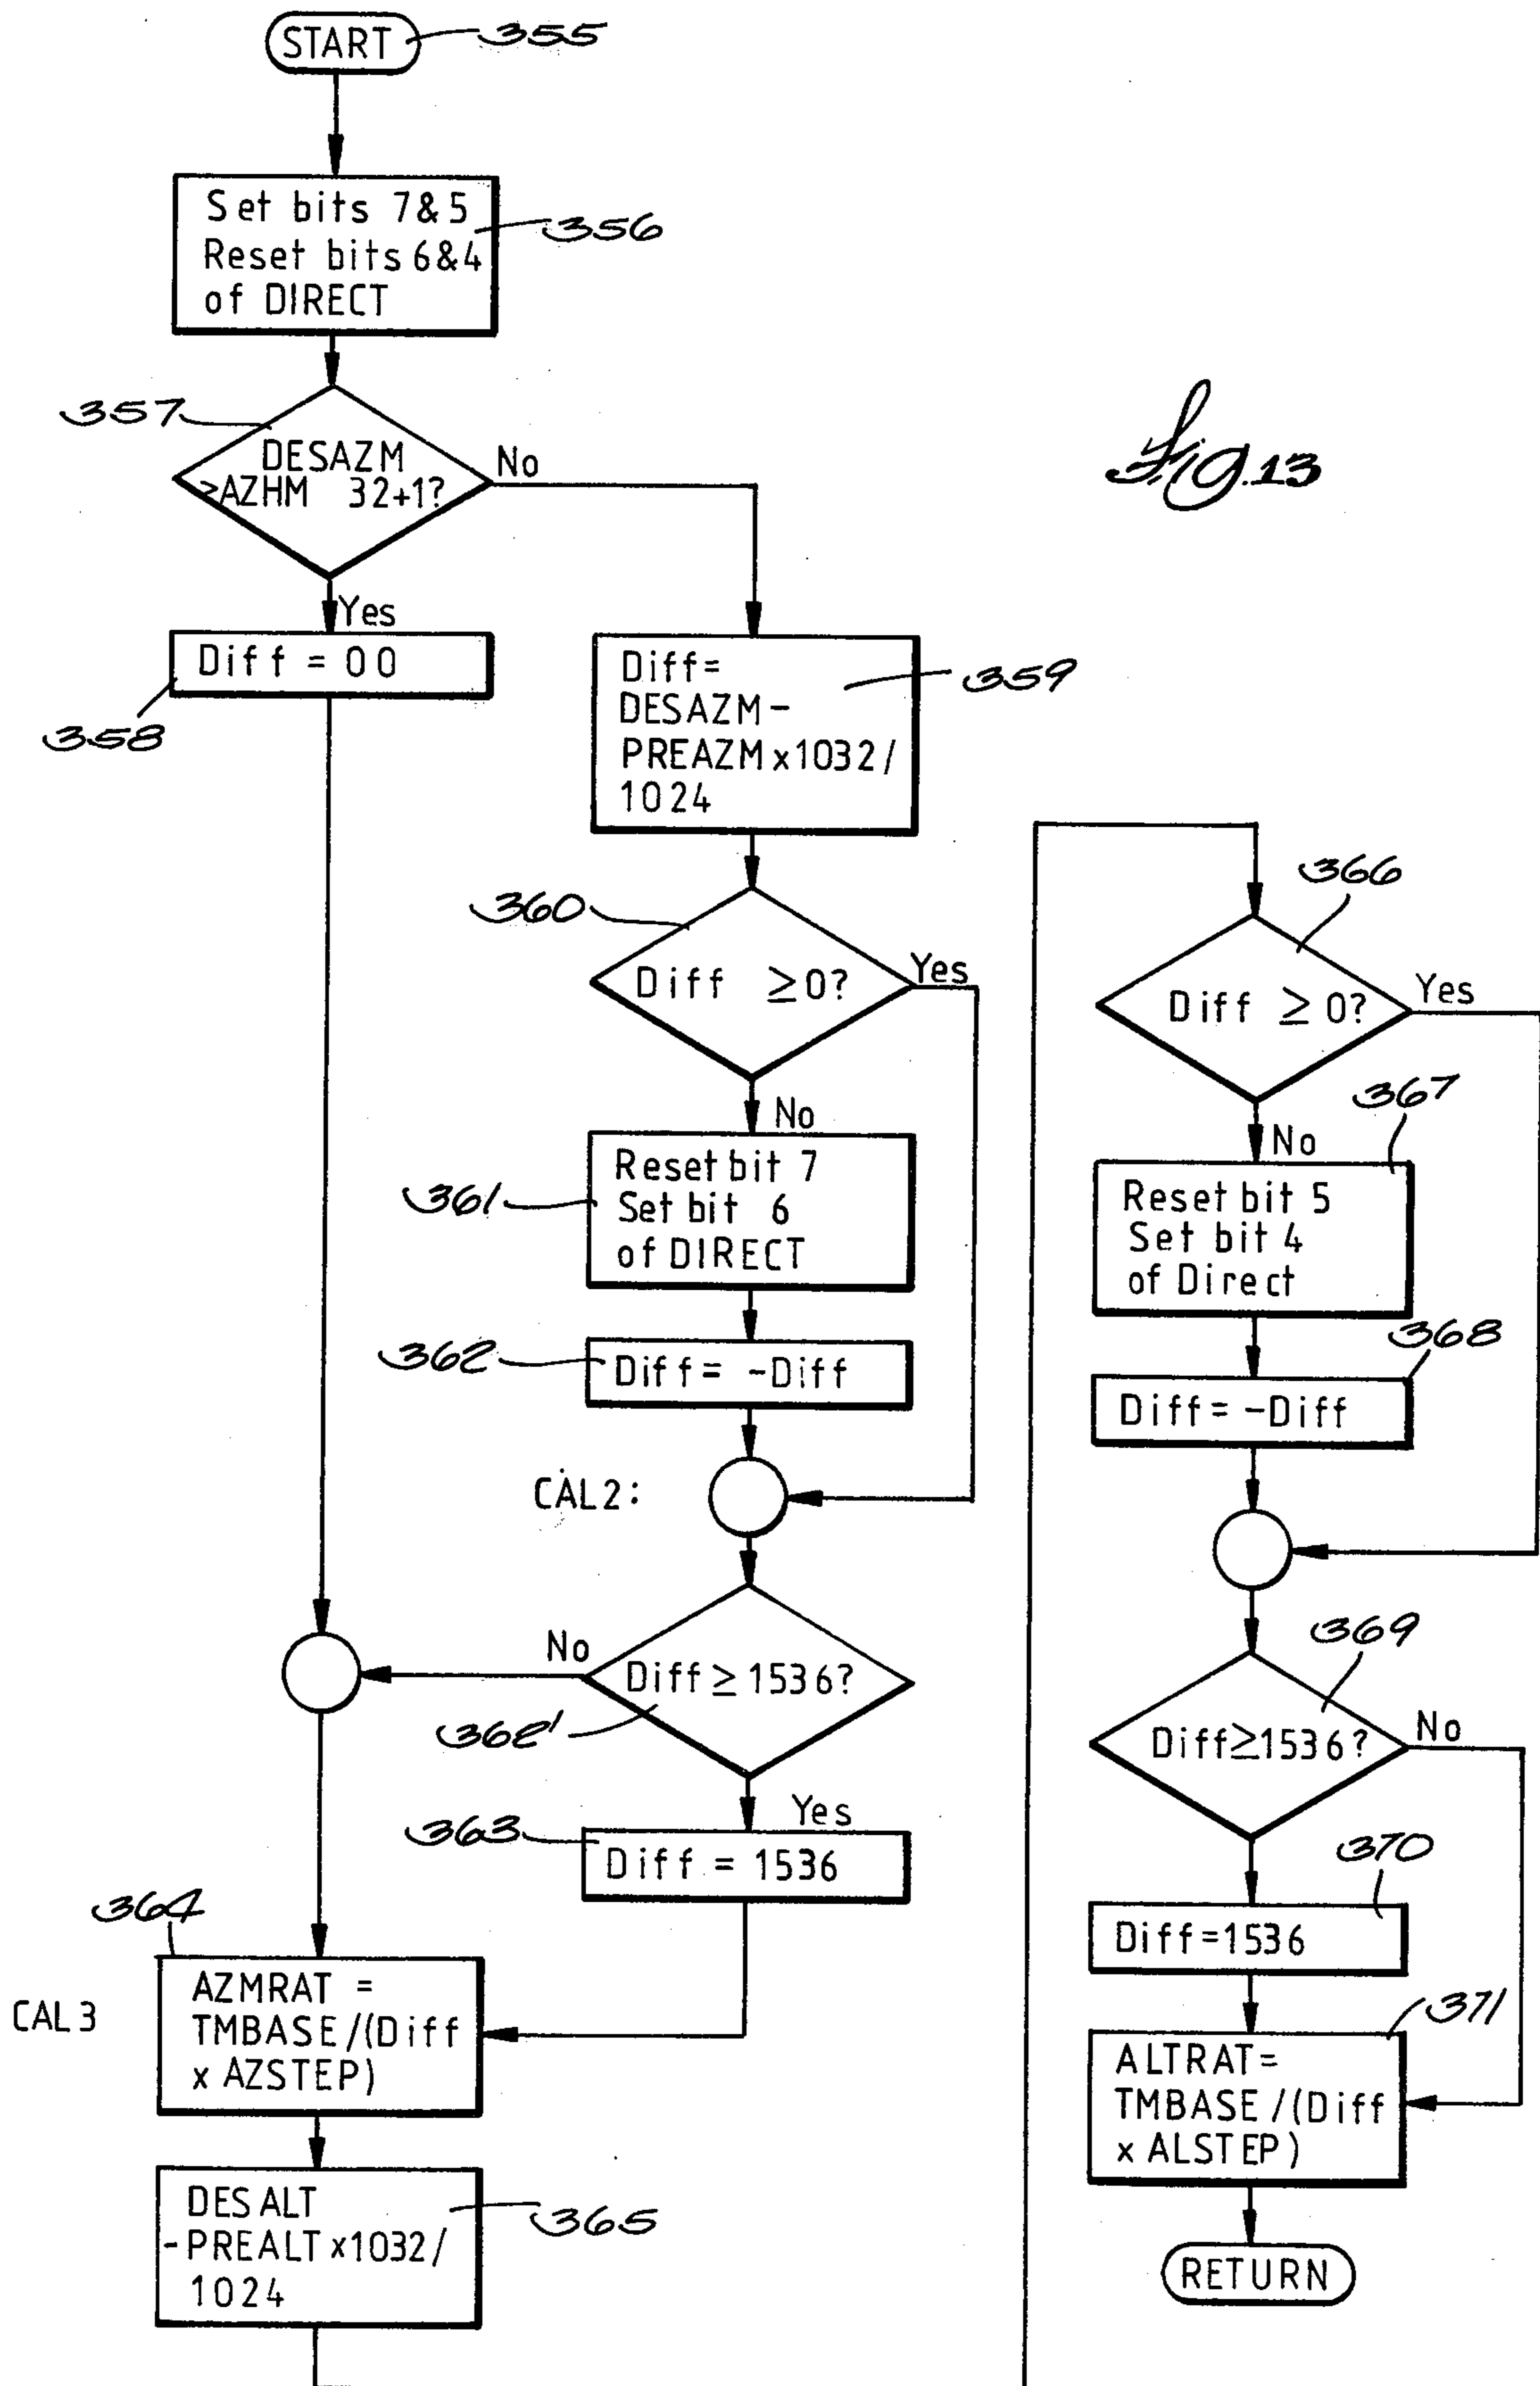 START
355
Set bits 7&5
Reset bits 6&4
of DIRECT
356
357
DESAZM
>AZHM 32+1?
No
Yes
Diff = 00
358
Diff=
DESAZM-
PREAZM x1032/
1024
359
360
Diff ≥0?
Yes
No
361
Reset bit 7
Set bit 6
of DIRECT
362
Diff= -Diff
CAL2:
No
Diff ≥ 1536?
362'
Yes
363
Diff = 1536
364
CAL3
AZMRAT =
TMBASE/(Diff
x AZSTEP)
DESALT
-PREALT x1032/
1024
365
Fig.13
366
Diff ≥ 0?
Yes
No
367
Reset bit 5
Set bit 4
of Direct
368
Diff= -Diff
369
Diff≥1536?
No
370
Diff=1536
371
ALTRAT=
TMBASE/(Diff
x ALSTEP)
RETURN